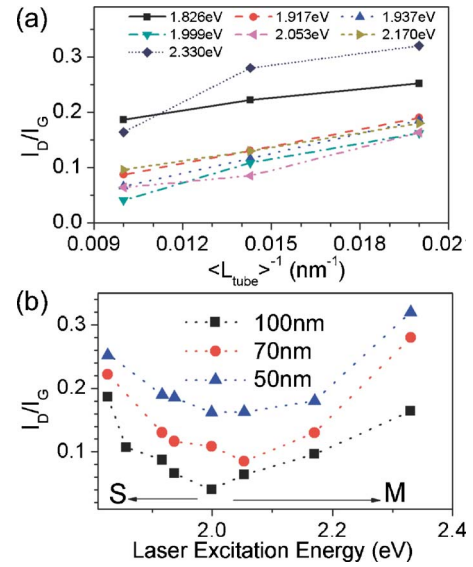 (a)
1.826eV 1.917eV 1.937eV
1.999eV 2.053eV 2.170eV
2.330eV
0.3
0.2
0.1
0.0
I_D/I_G
0.009 0.012 0.015 0.018 0.021
<L_tube>^-1 (nm^-1)
(b)
0.3
0.2
0.1
I_D/I_G
100nm
70nm
50nm
S M
2.0 2.2 2.4
Laser Excitation Energy (eV)